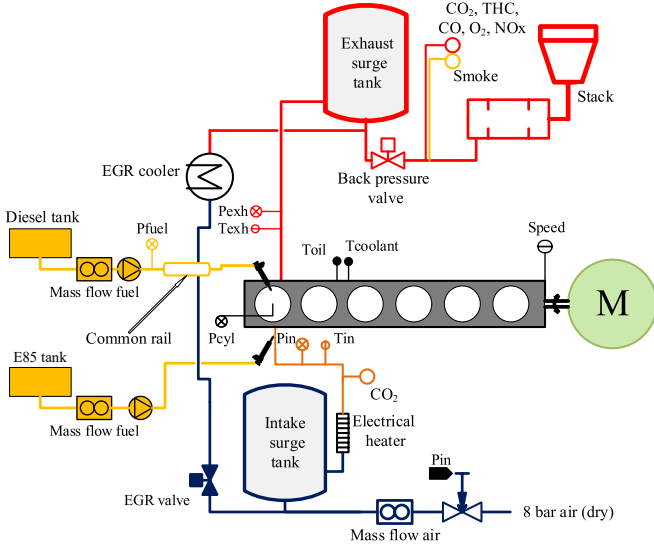 CO₂, THC,
CO, O₂, NOx
Exhaust
surge
tank
Smoke
Stack
EGR cooler
Back pressure
valve
Diesel tank
Pfuel
Pexh
Texh
Speed
Toil
Tcoolant
Mass flow fuel
M
Common rail
Pcyl
Pin
Tin
E85 tank
CO₂
Mass flow fuel
Intake
surge
tank
Electrical
heater
Pin
EGR valve
8 bar air (dry)
Mass flow air